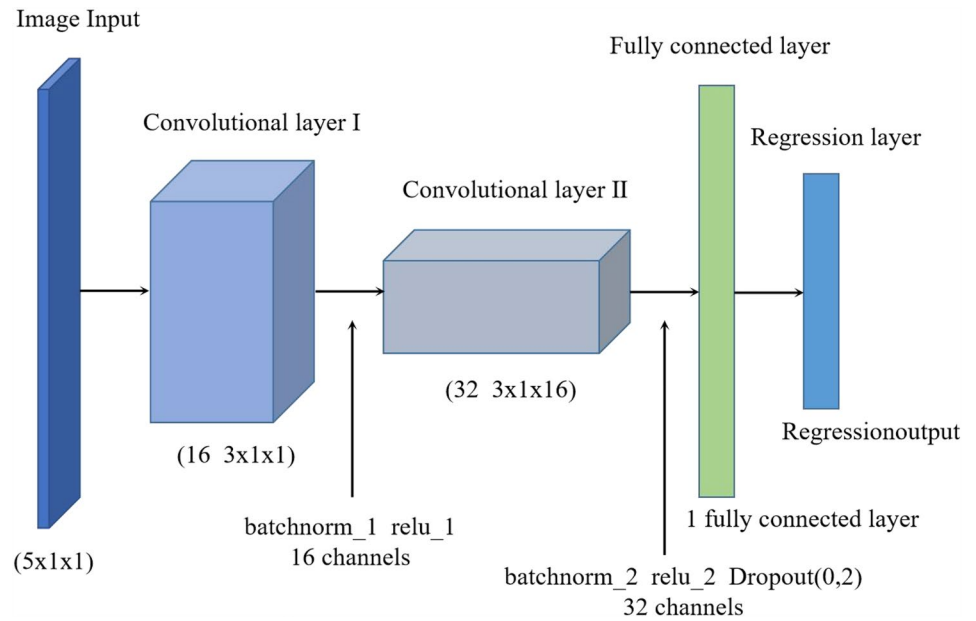 Image Input
Fully connected layer
Convolutional layer I
Regression layer
Convolutional layer II
(32 3x1x16)
Regressionoutput
(16 3x1x1)
1 fully connected layer
batchnorm_1 relu_1
16 channels
(5x1x1)
batchnorm_2 relu_2 Dropout(0,2)
32 channels